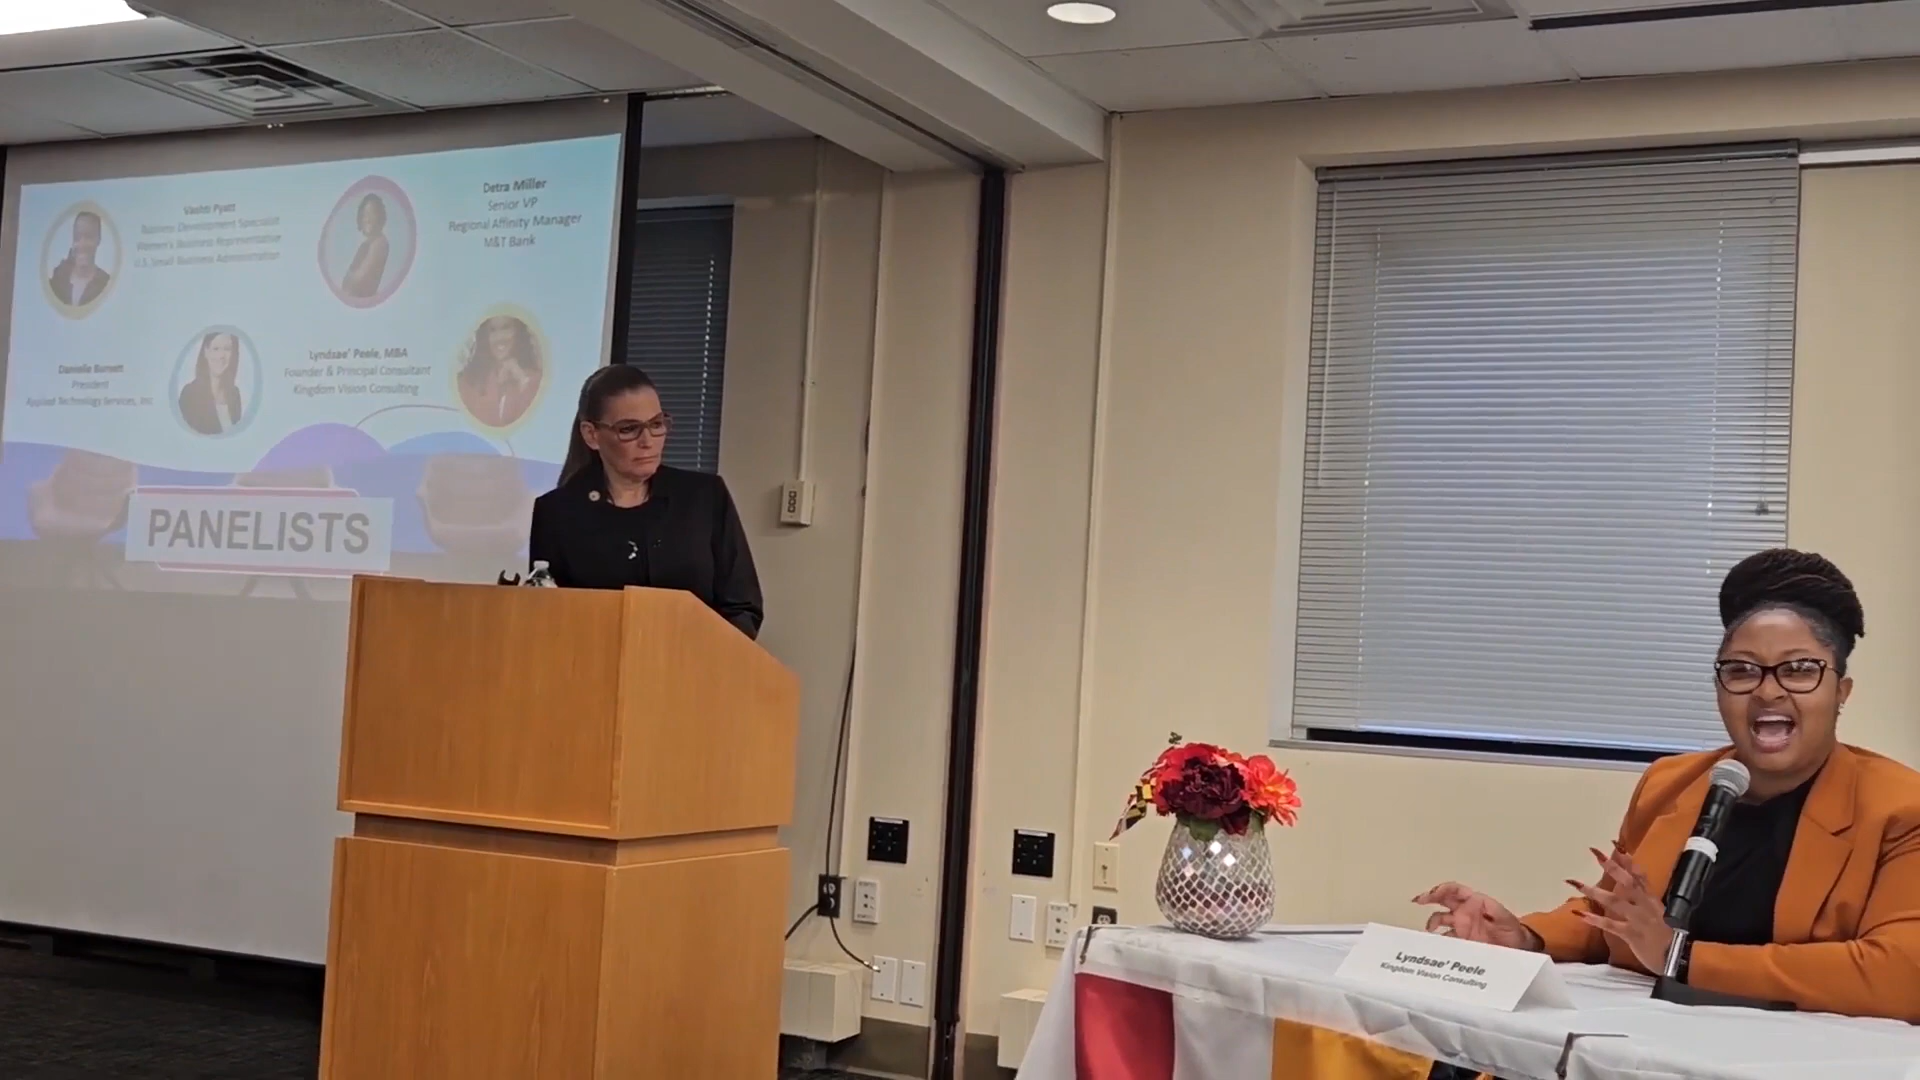 Vashti Pyatt
Business Development Specialist
Women's Business Representative
U.S. Small Business Administration
Detra Miller
Senior VP
Regional Affinity Manager
M&T Bank
Danielle Burnett
President
Applied Technology Services, Inc
Lyndsae' Peele, MBA
Founder & Principal Consultant
Kingdom Vision Consulting
PANELISTS
Lyndsae' Peele
Kingdom Vision Consulting